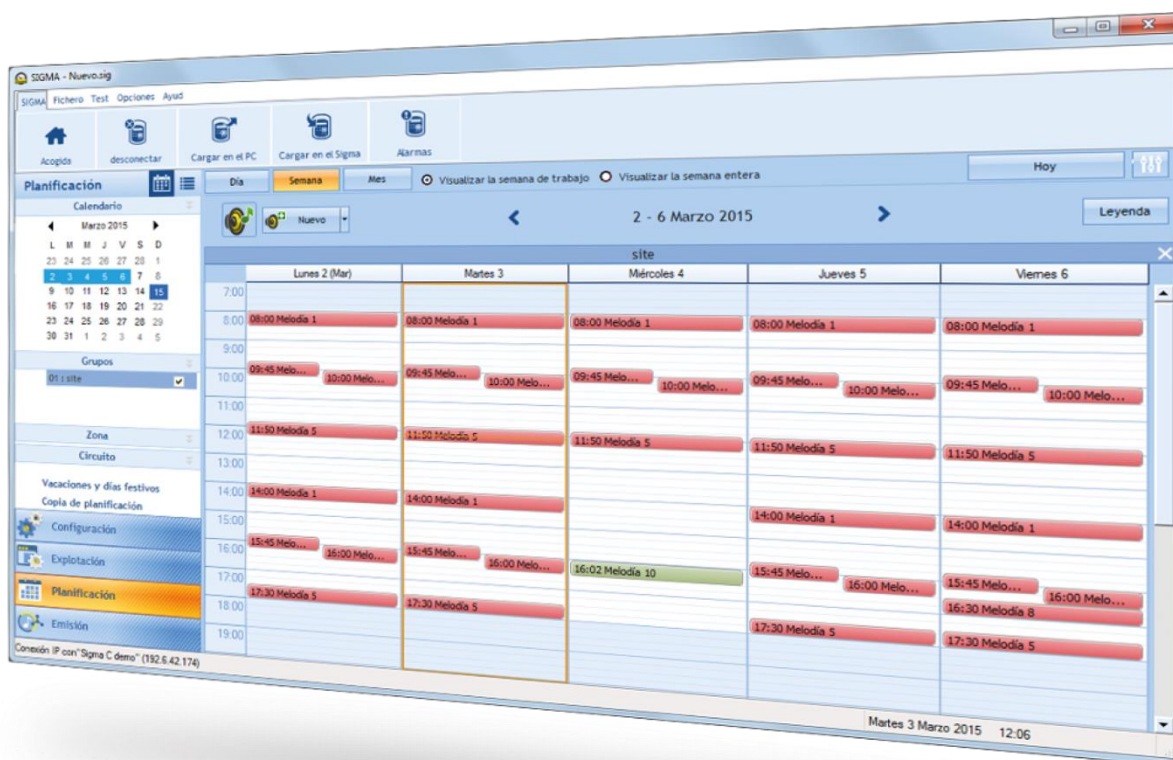 SIGMA - Nuevo.sig
SIGMA Fichero Test Opciones Ayud
Acogida desconectar Cargar en el PC Cargar en el Sigma Alarmas
Planificación
Día Semana Mes Visualizar la semana de trabajo Visualizar la semana entera Hoy
Calendario
Marzo 2015
L M M J V S D
23 24 25 26 27 28 1
2 3 4 5 6 7 8
9 10 11 12 13 14 15
16 17 18 19 20 21 22
23 24 25 26 27 28 29
30 31 1 2 3 4 5
Grupos
01 : site
Zona
Circuito
Vacaciones y días festivos
Copia de planificación
Configuración
Explotación
Planificación
Emisión
Nuevo 2 - 6 Marzo 2015 Leyenda
site
Lunes 2 (Mar) Martes 3 Miércoles 4 Jueves 5 Viernes 6
7:00
8:00 08:00 Melodía 1 08:00 Melodía 1 08:00 Melodía 1 08:00 Melodía 1 08:00 Melodía 1
9:00
09:45 Melo... 09:45 Melo... 09:45 Melo... 09:45 Melo... 09:45 Melo...
10:00 10:00 Melo... 10:00 Melo... 10:00 Melo... 10:00 Melo... 10:00 Melo...
11:00
12:00 11:50 Melodía 5 11:50 Melodía 5 11:50 Melodía 5 11:50 Melodía 5 11:50 Melodía 5
13:00
14:00 14:00 Melodía 1 14:00 Melodía 1 14:00 Melodía 1 14:00 Melodía 1
15:00
15:45 Melo... 15:45 Melo... 15:45 Melo... 15:45 Melo...
16:00 16:00 Melo... 16:00 Melo... 16:02 Melodía 10 16:00 Melo... 16:00 Melo...
16:30 Melodía 8
17:00
17:30 Melodía 5 17:30 Melodía 5 17:30 Melodía 5 17:30 Melodía 5
18:00
19:00
Conexión IP con"Sigma C demo" (192.6.42.174)
Martes 3 Marzo 2015 12:06